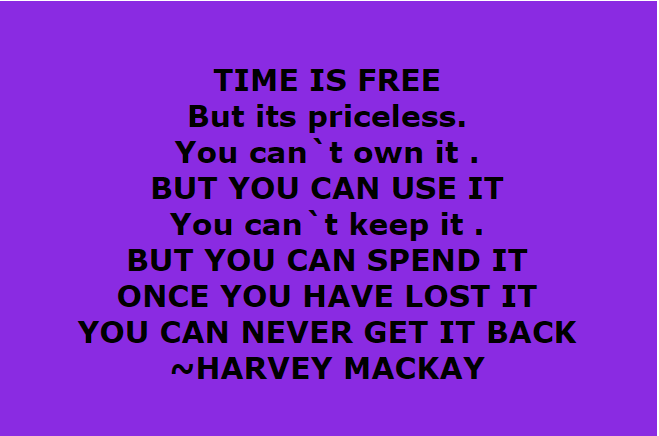 TIME IS FREE
But its priceless.
You can`t own it .
BUT YOU CAN USE IT
You can`t keep it .
BUT YOU CAN SPEND IT
ONCE YOU HAVE LOST IT
YOU CAN NEVER GET IT BACK
~HARVEY MACKAY